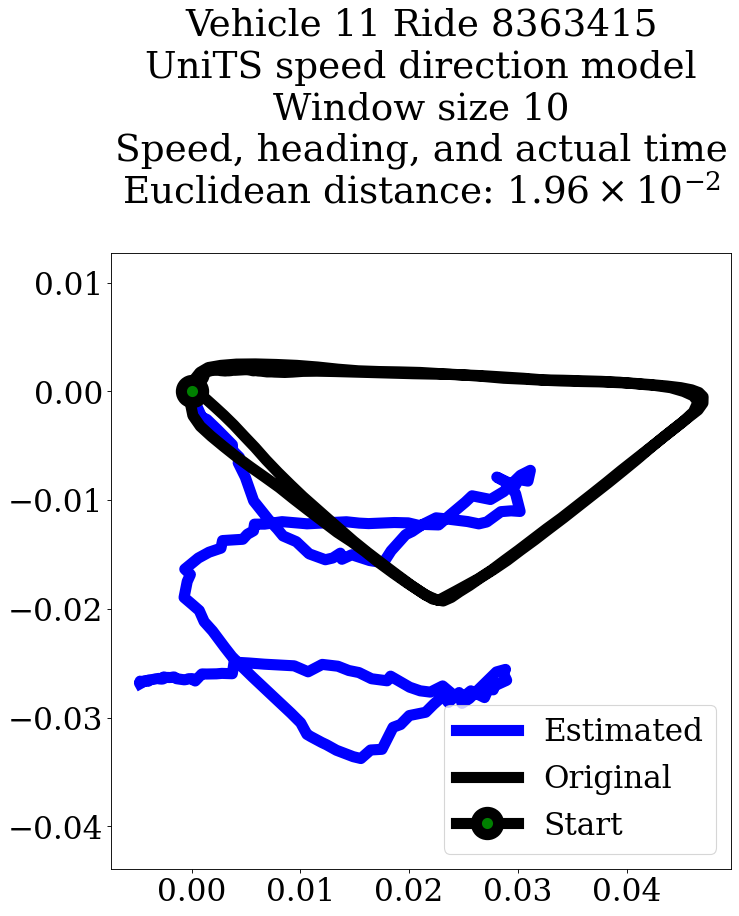 Vehicle 11 Ride 8363415
UniTS speed direction model
Window size 10
Speed, heading, and actual time
Euclidean distance: 1.96 × 10⁻²
0.01
0.00
−0.01
−0.02
−0.03
−0.04
Estimated
Original
Start
0.00 0.01 0.02 0.03 0.04